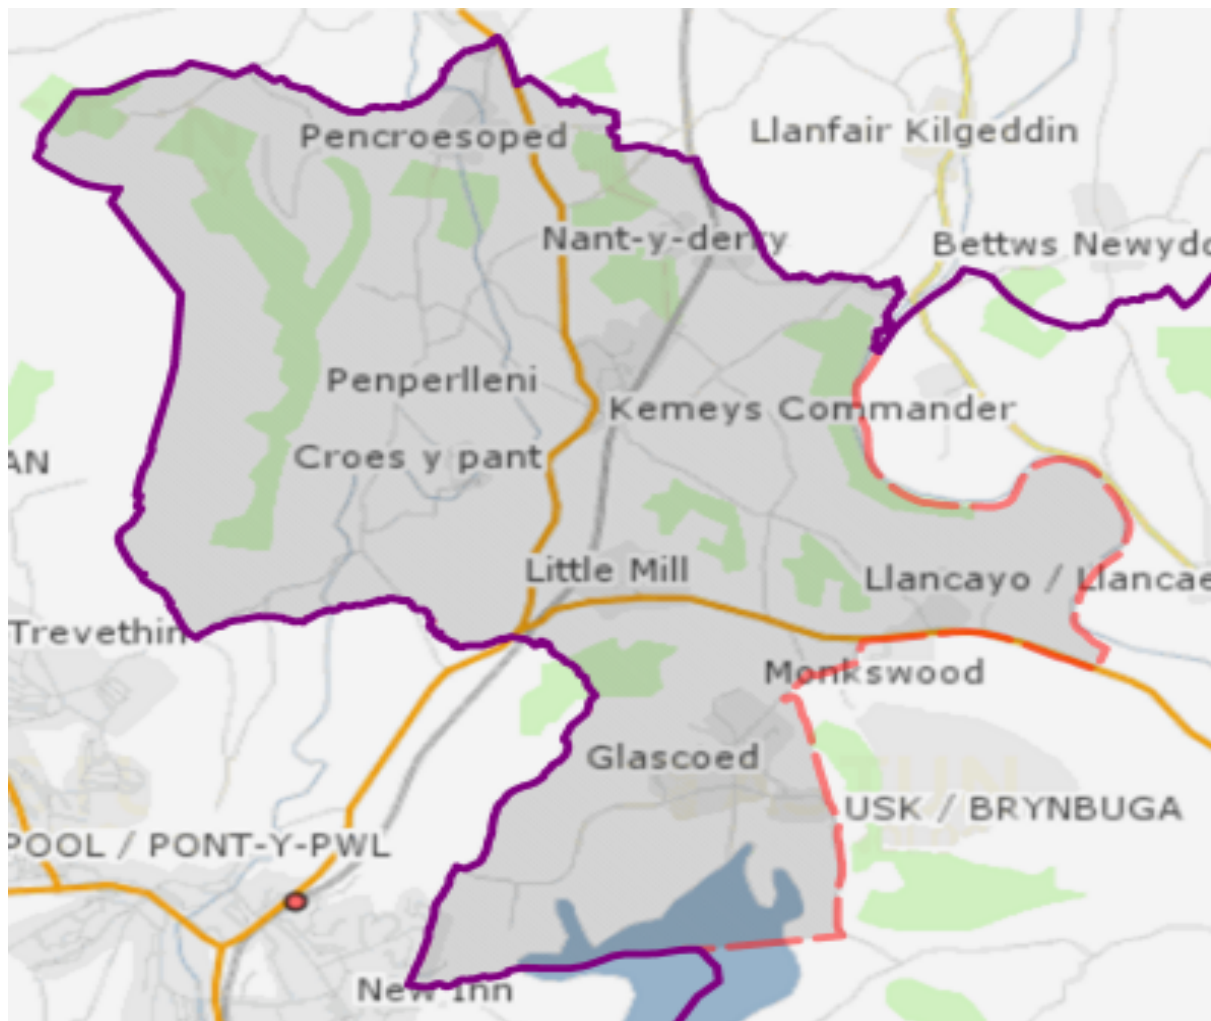 Pencroesoped
Llanfair Kilgeddin
Nant-y-derry
Bettws Newydd
Penperlleni
Kemeys Commander
AN
Croes y pant
Little Mill
Llancayo / Llancae
Trevethin
Monkswood
Glascoed
USK / BRYNBUGA
POOL / PONT-Y-PWL
New Inn